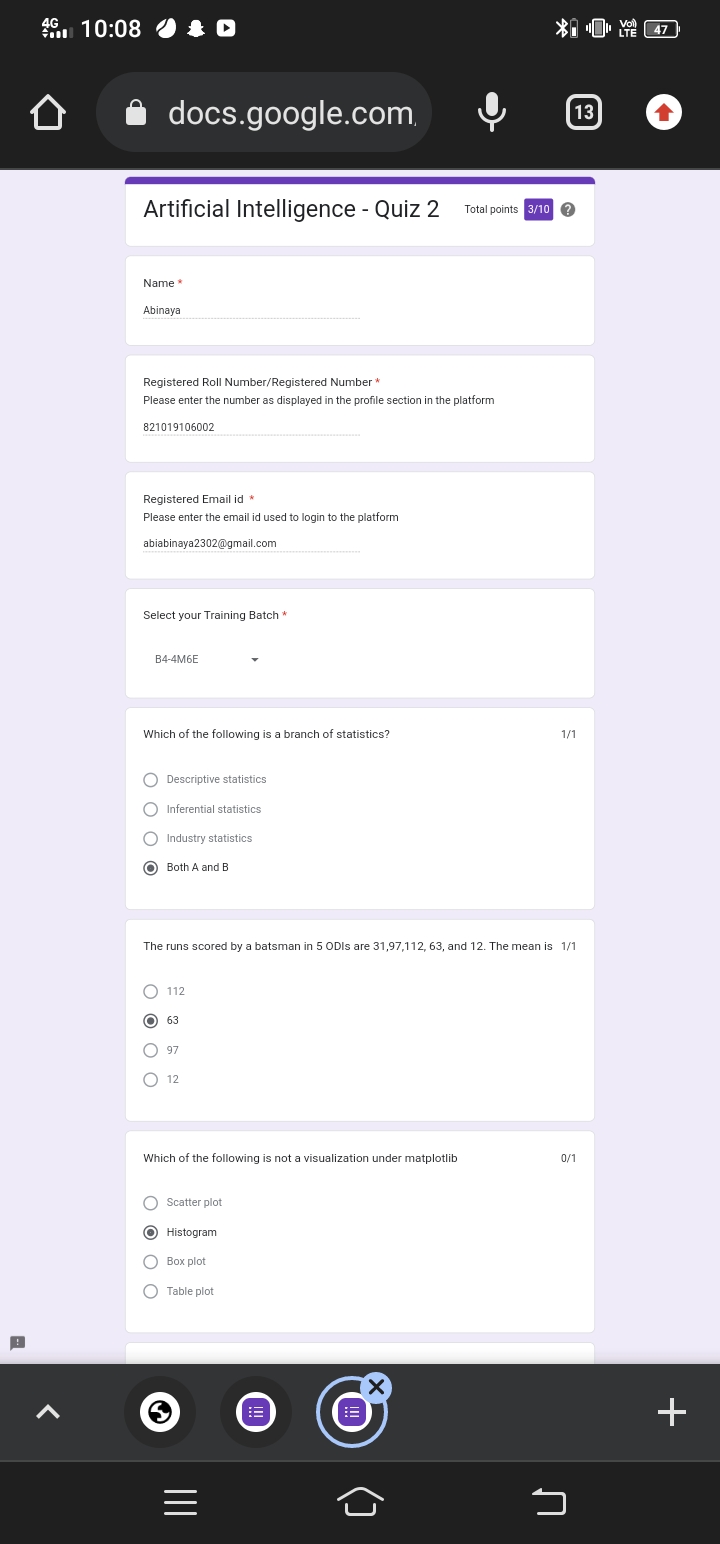 4G 10:08 Vo)) LTE 47
docs.google.com 13
Artificial Intelligence - Quiz 2 Total points 3/10 ?
Name *
Abinaya
Registered Roll Number/Registered Number *
Please enter the number as displayed in the profile section in the platform
821019106002
Registered Email id *
Please enter the email id used to login to the platform
abiabinaya2302@gmail.com
Select your Training Batch *
B4-4M6E
Which of the following is a branch of statistics? 1/1
Descriptive statistics
Inferential statistics
Industry statistics
Both A and B
The runs scored by a batsman in 5 ODIs are 31,97,112, 63, and 12. The mean is 1/1
112
63
97
12
Which of the following is not a visualization under matplotlib 0/1
Scatter plot
Histogram
Box plot
Table plot